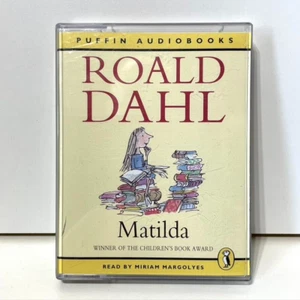 PUFFIN AUDIOBOOKS
ROALD
DAHL
Matilda
WINNER OF THE CHILDREN'S BOOK AWARD
READ BY MIRIAM MARGOLYES